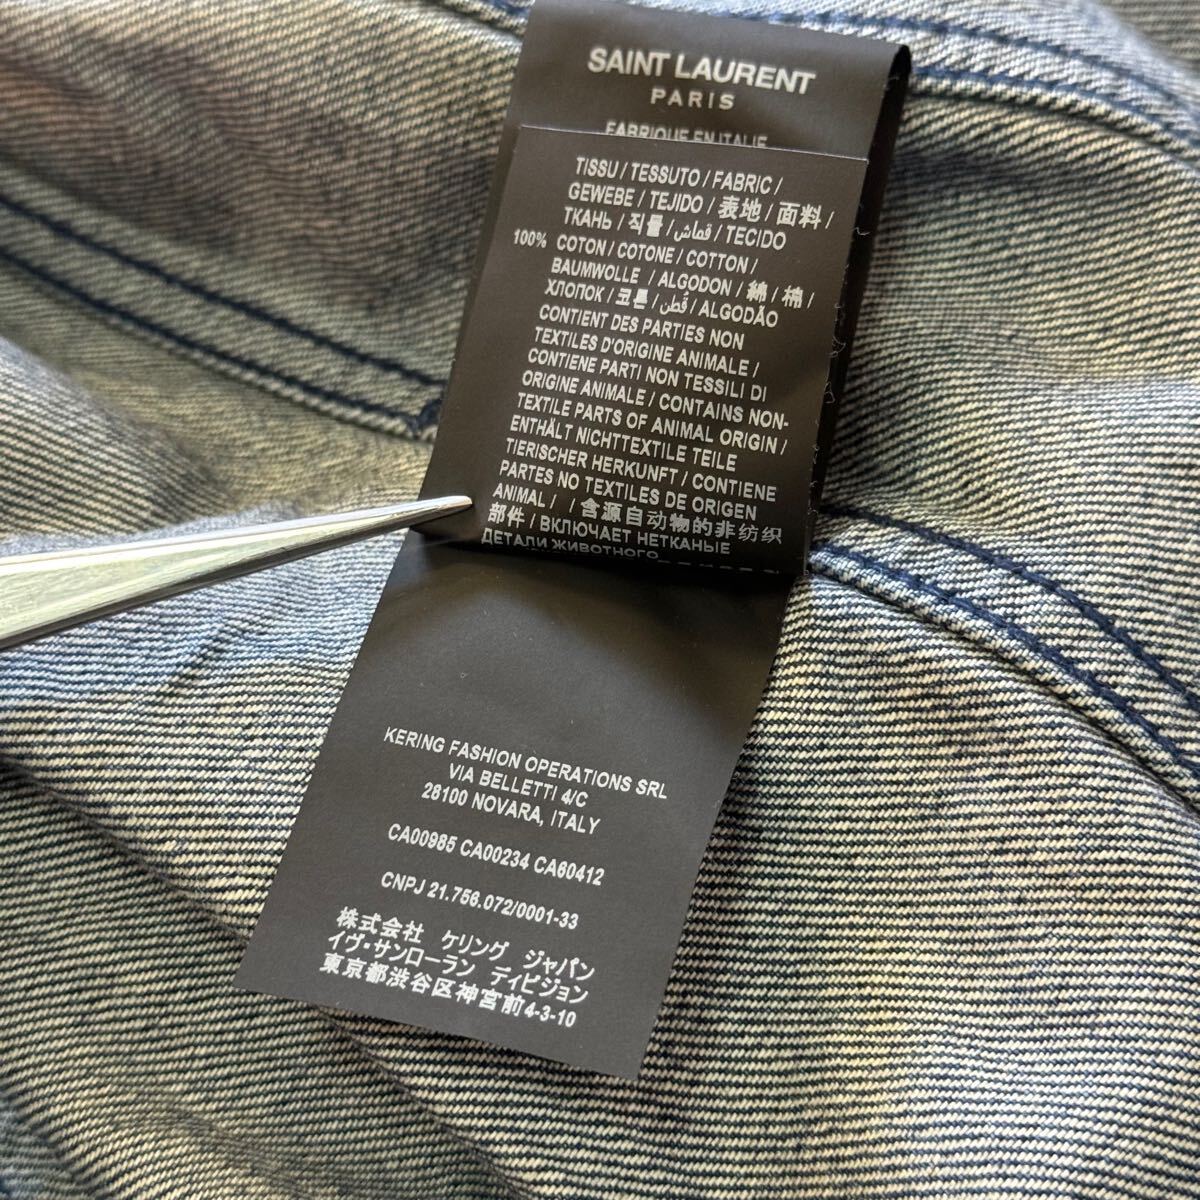 SAINT LAURENT
PARIS
FABRIQUE EN ITALIE
TISSU / TESSUTO / FABRIC /
GEWEBE / TEJIDO / 表地 / 面料 /
ТКАНЬ / 직물 / قماش / TECIDO
100% COTON / COTONE / COTTON /
BAUMWOLLE / ALGODON / 綿 / 棉 /
ХЛОПОК / 코튼 / قطن / ALGODÃO
CONTIENT DES PARTIES NON
TEXTILES D'ORIGINE ANIMALE /
CONTIENE PARTI NON TESSILI DI
ORIGINE ANIMALE / CONTAINS NON-
TEXTILE PARTS OF ANIMAL ORIGIN /
ENTHÄLT NICHTTEXTILE TEILE
TIERISCHER HERKUNFT / CONTIENE
PARTES NO TEXTILES DE ORIGEN
ANIMAL / / 含源自动物的非纺织
部件 / ВКЛЮЧАЕТ НЕТКАНЫЕ
ДЕТАЛИ ЖИВОТНОГО
KERING FASHION OPERATIONS SRL
VIA BELLETTI 4/C
28100 NOVARA, ITALY
CA00985 CA00234 CA60412
CNPJ 21.756.072/0001-33
株式会社 ケリング ジャパン
イヴ・サンローラン ディビジョン
東京都渋谷区神宮前4-3-10